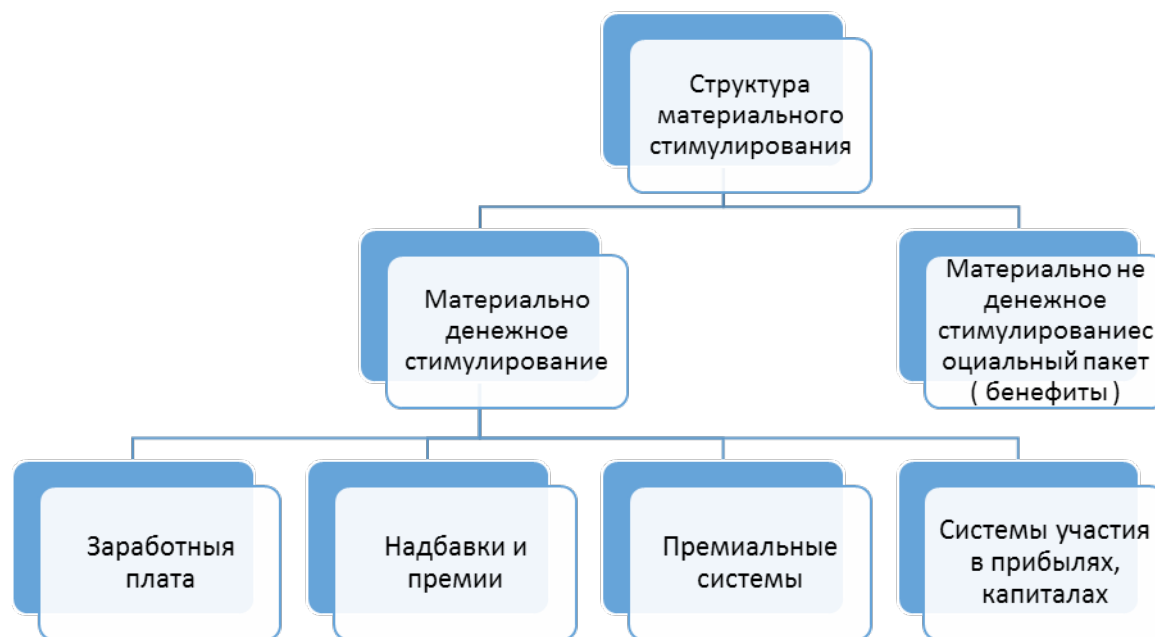 Структура
материального
стимулирования
Материально
денежное
стимулирование
Материально не
денежное
стимулированиес
оциальный пакет
( бенефиты )
Заработныя
плата
Надбавки и
премии
Премиальные
системы
Системы участия
в прибылях,
капиталах